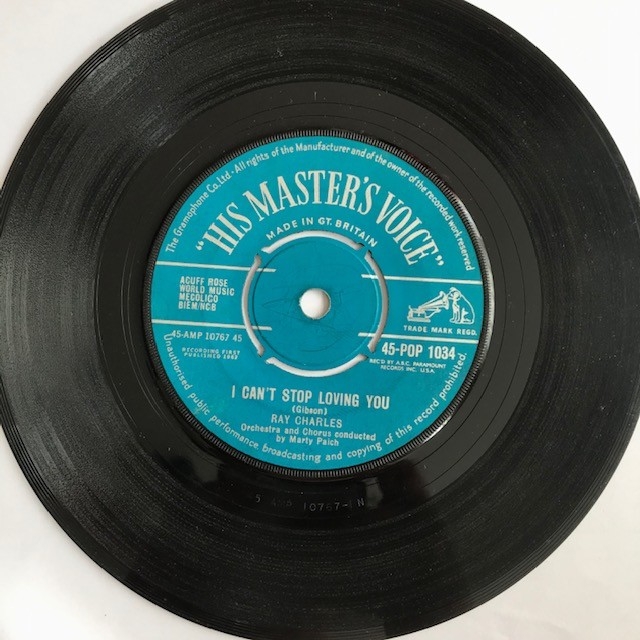 The Gramophone Co. Ltd - All rights of the Manufacturer and of the owner of the recorded work reserved
"HIS MASTER'S VOICE"
MADE IN GT. BRITAIN
ACUFF ROSE
WORLD MUSIC
MECOLICO
BIEM/NCB
TRADE MARK REGD.
45-AMP 10767 45
RECORDING FIRST
PUBLISHED 1962
45-POP 1034
REC'D BY A.B.C. PARAMOUNT
RECORDS INC. U.S.A.
I CAN'T STOP LOVING YOU
(Gibson)
RAY CHARLES
Orchestra and Chorus conducted
by Marty Paich
Unauthorised public performance, broadcasting and copying of this record prohibited.
10767-1N